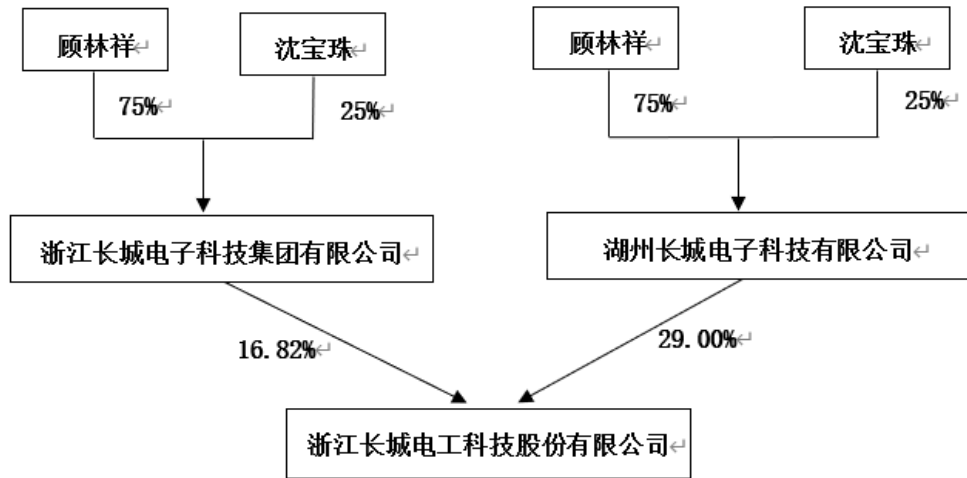 顾林祥↵
沈宝珠↵
顾林祥↵
沈宝珠↵
75%↵
25%↵
75%↵
25%↵
浙江长城电子科技集团有限公司↵
湖州长城电子科技有限公司↵
16.82%↵
29.00%↵
浙江长城电工科技股份有限公司↵